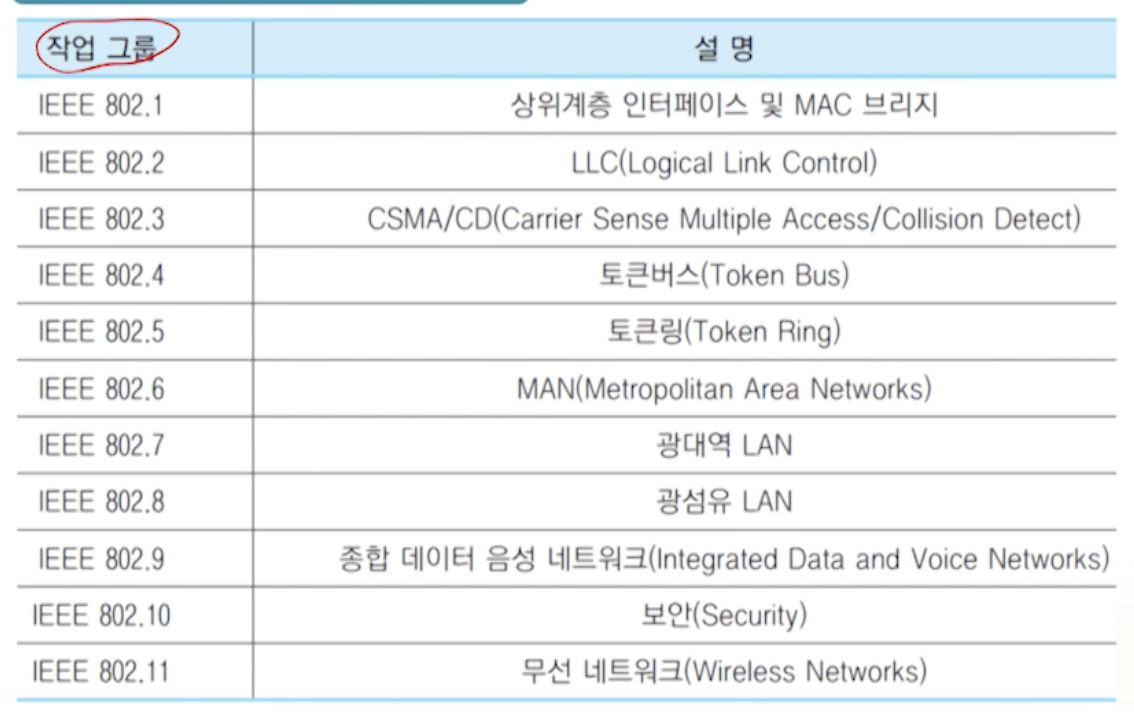 작업 그룹 설 명
IEEE 802.1 상위계층 인터페이스 및 MAC 브리지
IEEE 802.2 LLC(Logical Link Control)
IEEE 802.3 CSMA/CD(Carrier Sense Multiple Access/Collision Detect)
IEEE 802.4 토큰버스(Token Bus)
IEEE 802.5 토큰링(Token Ring)
IEEE 802.6 MAN(Metropolitan Area Networks)
IEEE 802.7 광대역 LAN
IEEE 802.8 광섬유 LAN
IEEE 802.9 종합 데이터 음성 네트워크(Integrated Data and Voice Networks)
IEEE 802.10 보안(Security)
IEEE 802.11 무선 네트워크(Wireless Networks)